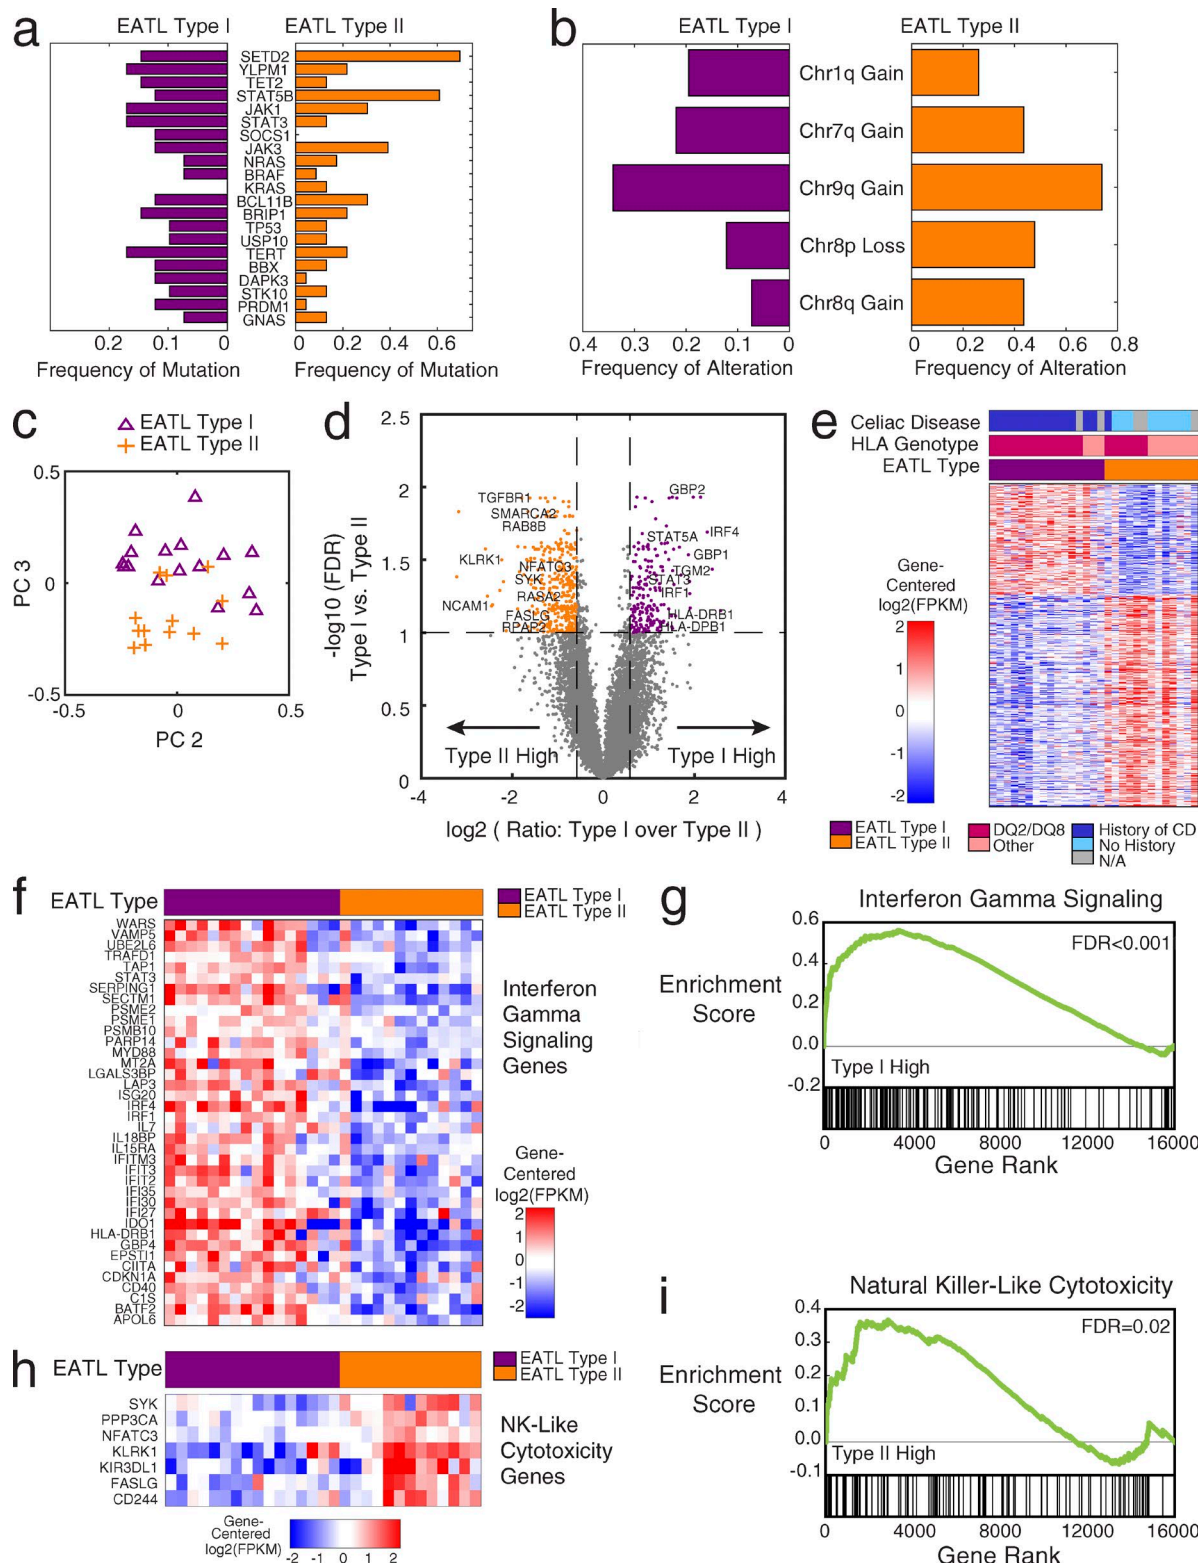 a
EATL Type I
EATL Type II
SETD2
YLPM1
TET2
STAT5B
JAK1
STAT3
SOCS1
JAK3
NRAS
BRAF
KRAS
BCL11B
BRIP1
TP53
USP10
TERT
BBX
DAPK3
STK10
PRDM1
GNAS
0.2 0.1 0
0 0.2 0.4 0.6
Frequency of Mutation
Frequency of Mutation
b
EATL Type I
EATL Type II
Chr1q Gain
Chr7q Gain
Chr9q Gain
Chr8p Loss
Chr8q Gain
0.4 0.3 0.2 0.1 0
0 0.2 0.4 0.6 0.8
Frequency of Alteration
Frequency of Alteration
c
EATL Type I
EATL Type II
0.5
0
-0.5
PC 3
-0.5 0 0.5
PC 2
d
2.5
2
1.5
1
0.5
0
-log10 (FDR)
Type I vs. Type II
TGFBR1
SMARCA2
RAB8B
KLRK1
NFATC3
SYK
RASA2
NCAM1
FASLG
RPAP2
GBP2
STAT5A
IRF4
GBP1
TGM2
STAT3
IRF1
HLA-DRB1
HLA-DPB1
Type II High
Type I High
-4 -2 0 2 4
log2 ( Ratio: Type I over Type II )
e
Celiac Disease
HLA Genotype
EATL Type
Gene-
Centered
log2(FPKM)
2
1
0
-1
-2
EATL Type I
EATL Type II
DQ2/DQ8
Other
History of CD
No History
N/A
f
EATL Type
EATL Type I
EATL Type II
WARS
VAMP5
UBE2L6
TRAFD1
TAP1
STAT3
SERPING1
SECTM1
PSME2
PSME1
PSMB10
PARP14
MYD88
MT2A
LGALS3BP
LAP3
ISG20
IRF4
IRF1
IL7
IL18BP
IL15RA
IFITM3
IFIT3
IFIT2
IFI35
IFI30
IFI27
IDO1
HLA-DRB1
GBP4
EPSTI1
CIITA
CDKN1A
CD40
C1S
BATF2
APOL6
Interferon
Gamma
Signaling
Genes
Gene-
Centered
log2(FPKM)
2
1
0
-1
-2
g
Interferon Gamma Signaling
FDR<0.001
Enrichment
Score
0.6
0.4
0.2
0.0
-0.2
Type I High
0 4000 8000 12000 16000
Gene Rank
h
EATL Type
EATL Type I
EATL Type II
SYK
PPP3CA
NFATC3
KLRK1
KIR3DL1
FASLG
CD244
NK-Like
Cytotoxicity
Genes
Gene-
Centered
log2(FPKM)
-2 -1 0 1 2
i
Natural Killer-Like Cytotoxicity
FDR=0.02
Enrichment
Score
0.4
0.3
0.2
0.1
0.0
-0.1
Type II High
0 4000 8000 12000 16000
Gene Rank